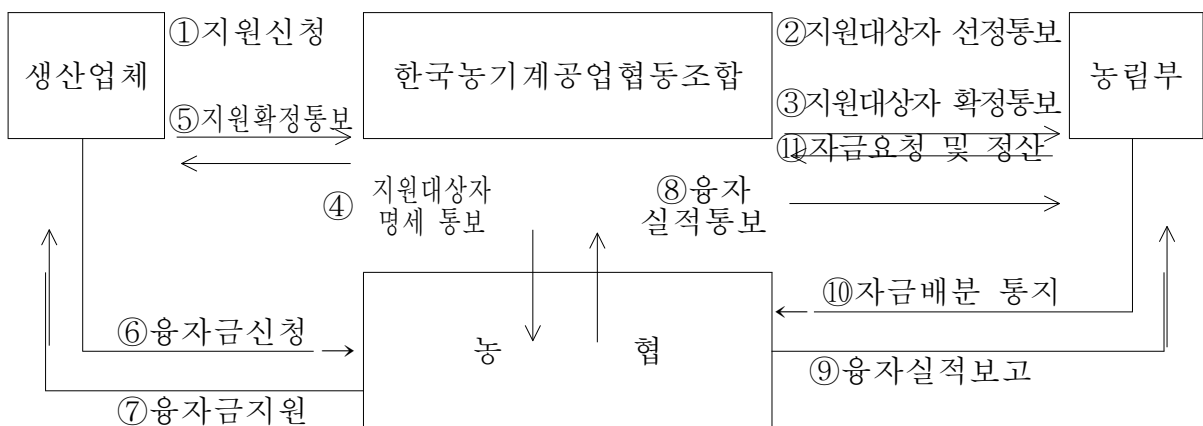 ①지원신청
②지원대상자 선정통보
생산업체
한국농기계공업협동조합
농림부
⑤지원확정통보
③지원대상자 확정통보
⑪자금요청 및 정산
④ 지원대상자
명세 통보
⑧융자
실적통보
⑩자금배분 통지
⑥융자금신청
농 협
⑨융자실적보고
⑦융자금지원